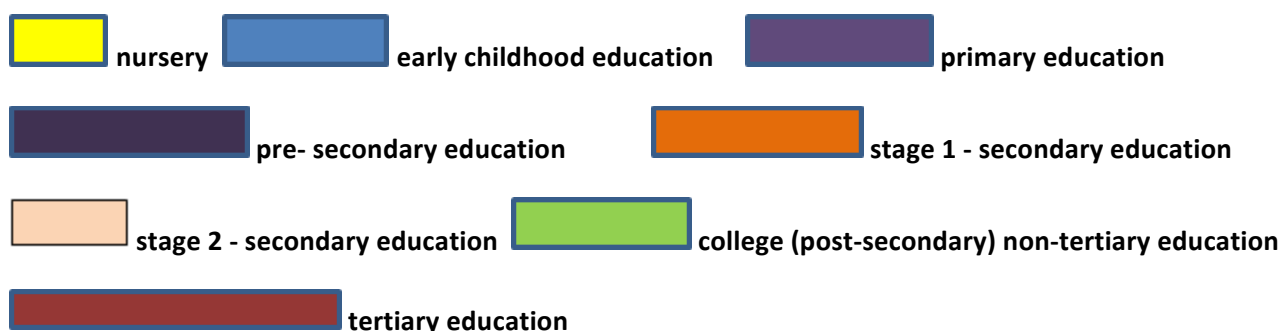 nursery early childhood education primary education
pre- secondary education stage 1 - secondary education
stage 2 - secondary education college (post-secondary) non-tertiary education
tertiary education